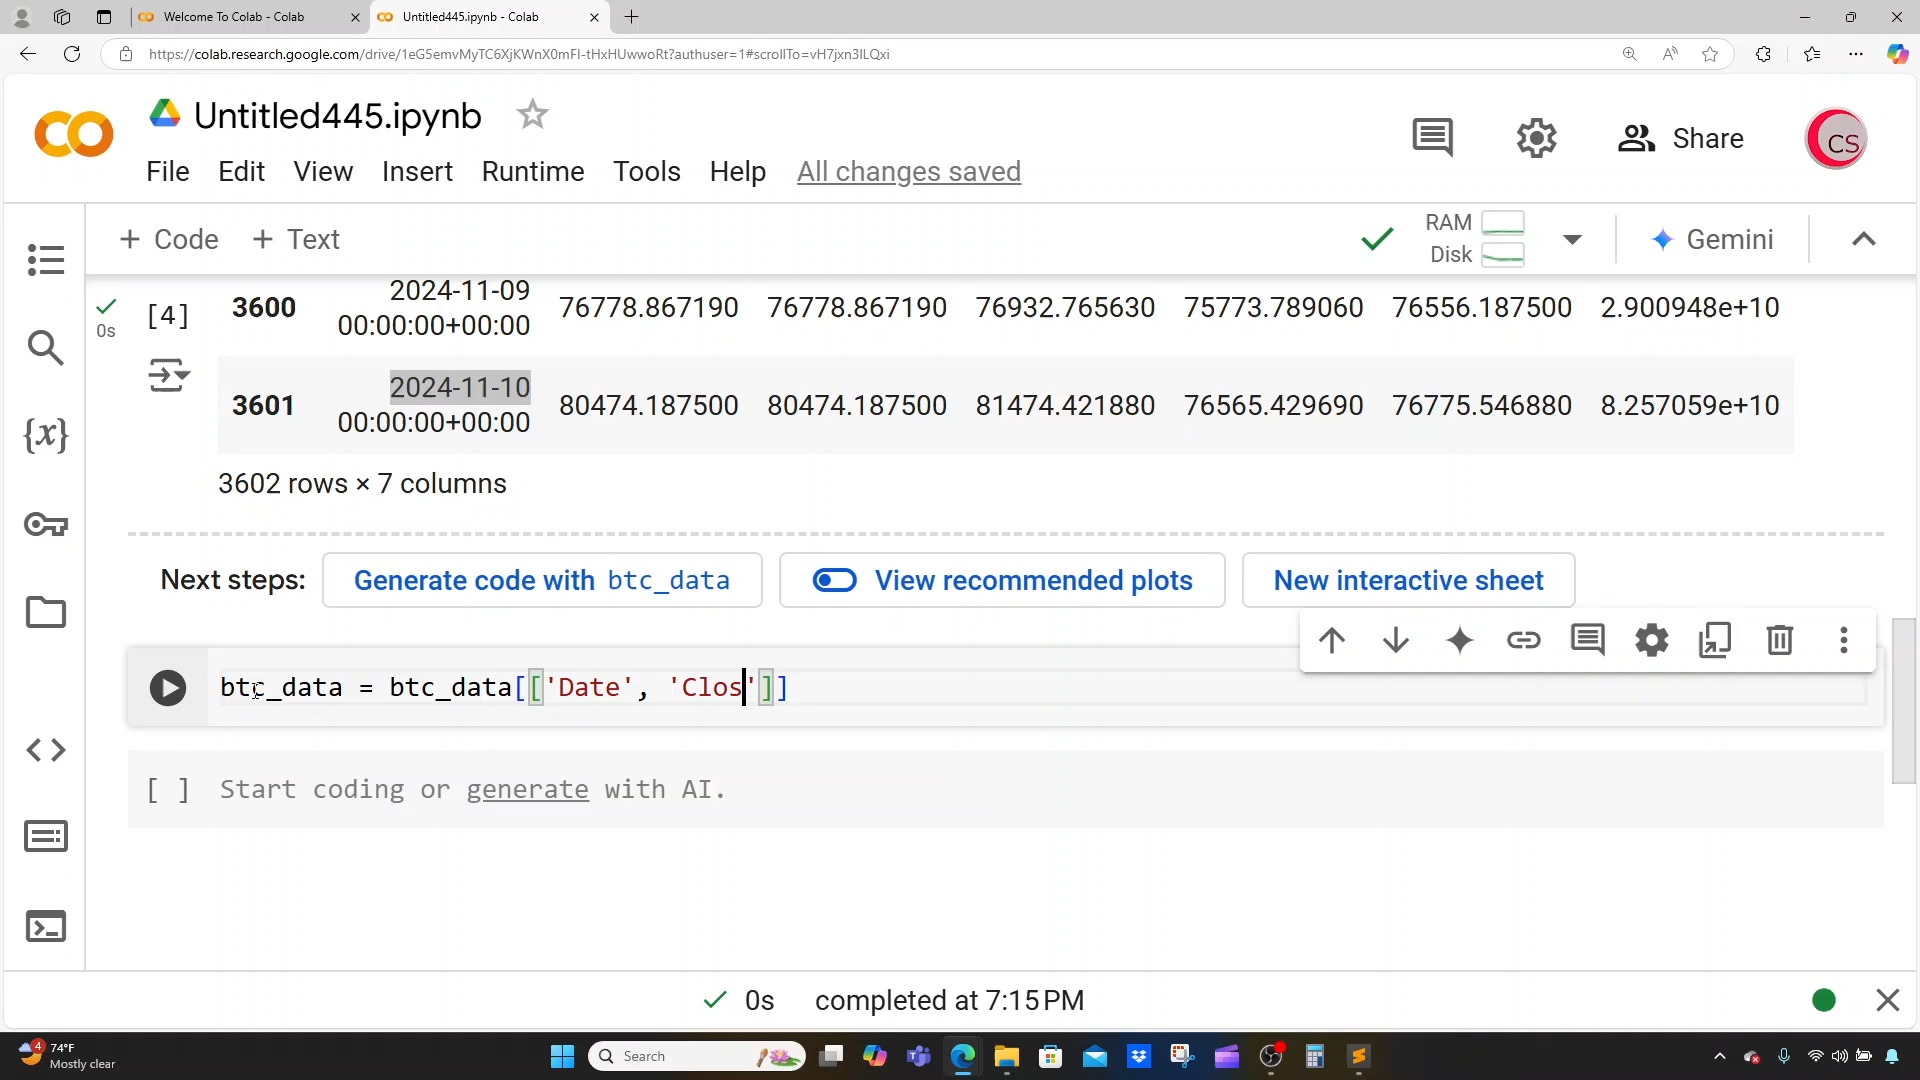 Welcome To Colab - Colab
Untitled445.ipynb - Colab
https://colab.research.google.com/drive/1eG5emvMyTC6XjKWnX0mFI-tHxHUwwoRt?authuser=1#scrollTo=vH7jxn3ILQxi
Untitled445.ipynb
File Edit View Insert Runtime Tools Help All changes saved
Share
CS
+ Code + Text
RAM
Disk
Gemini
0s
[4]
3600 2024-11-09 00:00:00+00:00 76778.867190 76778.867190 76932.765630 75773.789060 76556.187500 2.900948e+10
3601 2024-11-10 00:00:00+00:00 80474.187500 80474.187500 81474.421880 76565.429690 76775.546880 8.257059e+10
3602 rows × 7 columns
Next steps: Generate code with btc_data View recommended plots New interactive sheet
btc_data = btc_data[['Date', 'Clos']]
[ ] Start coding or generate with AI.
0s completed at 7:15 PM
4
74°F
Mostly clear
Search